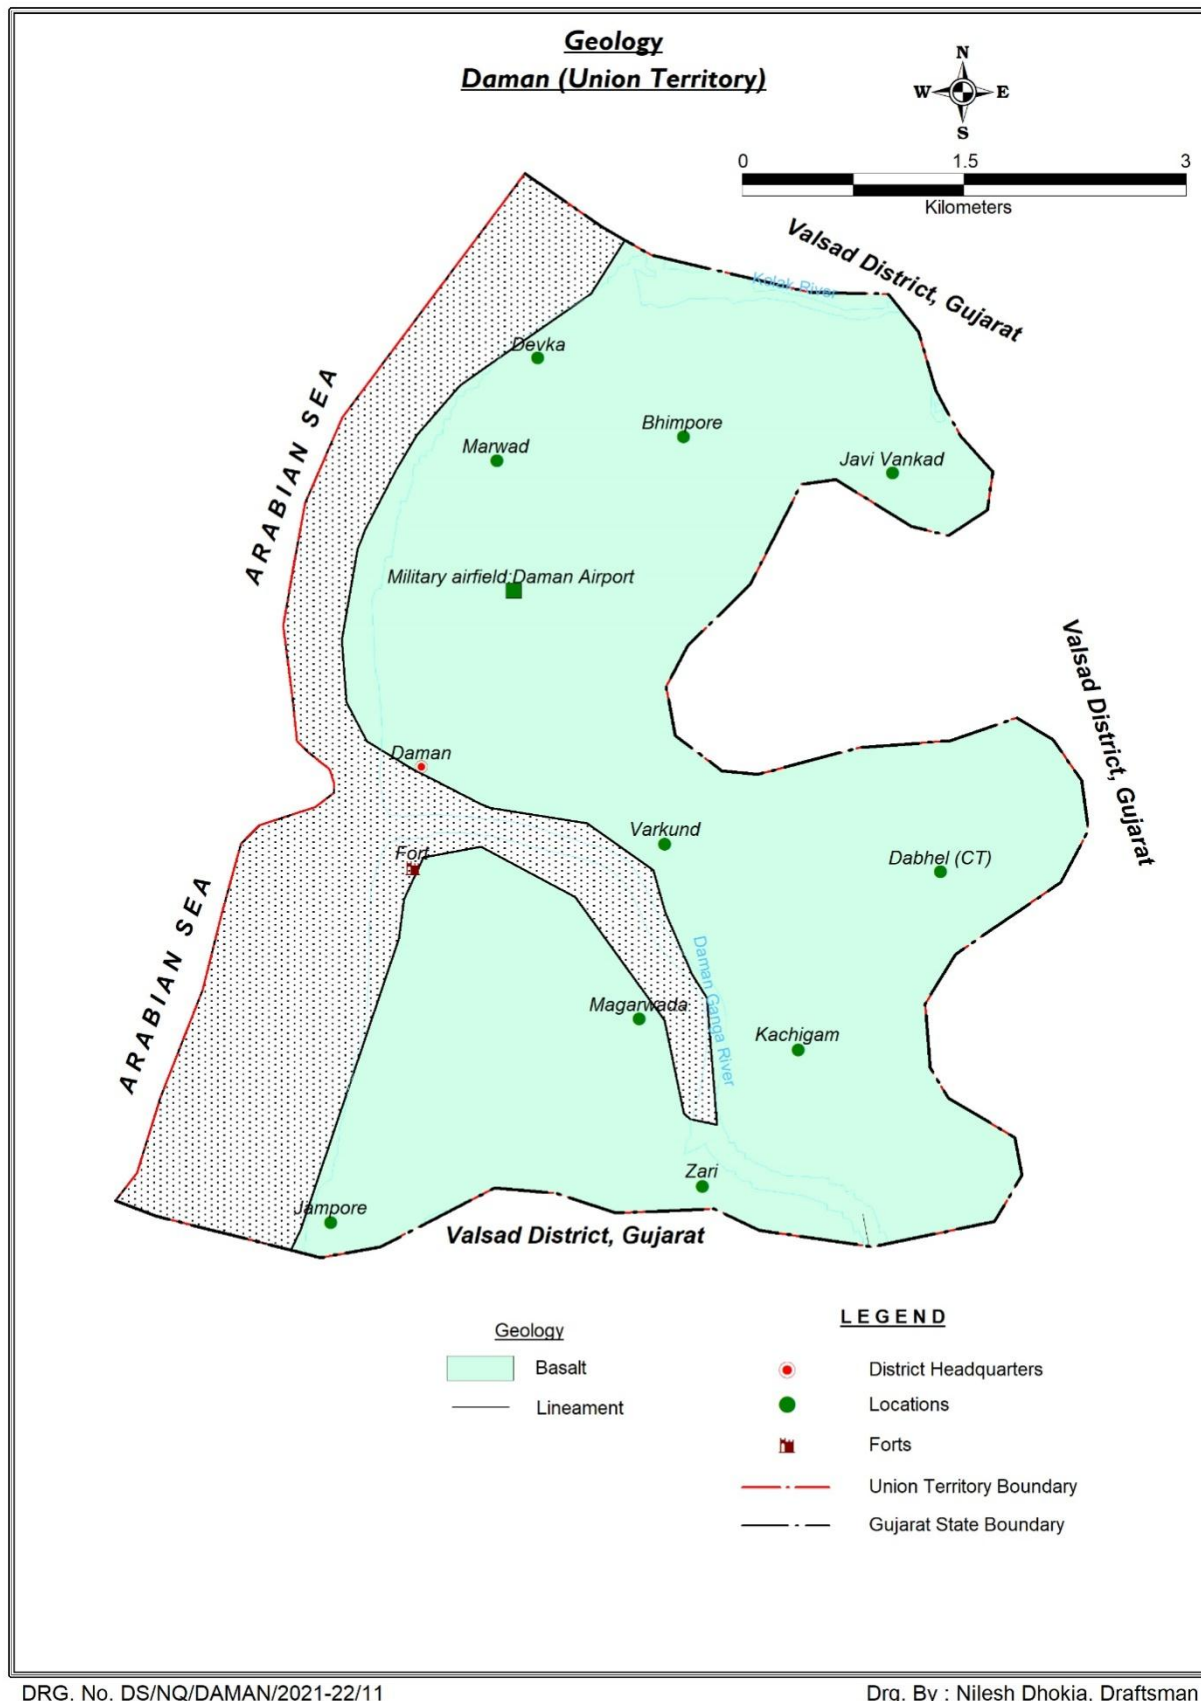 Geology
Daman (Union Territory)
N
W E
S
0 1.5 3
Kilometers
Valsad District, Gujarat
Kolak River
Devka
ARABIAN SEA
Bhimpore
Marwad
Javi Vankad
Military airfield;Daman Airport
Valsad District, Gujarat
Daman
Varkund
Fort
Dabhel (CT)
ARABIAN SEA
Daman Ganga River
Magarwada
Kachigam
Zari
Jampore
Valsad District, Gujarat
LEGEND
Geology
Basalt
Lineament
District Headquarters
Locations
Forts
Union Territory Boundary
Gujarat State Boundary
DRG. No. DS/NQ/DAMAN/2021-22/11
Drg. By : Nilesh Dhokia, Draftsman